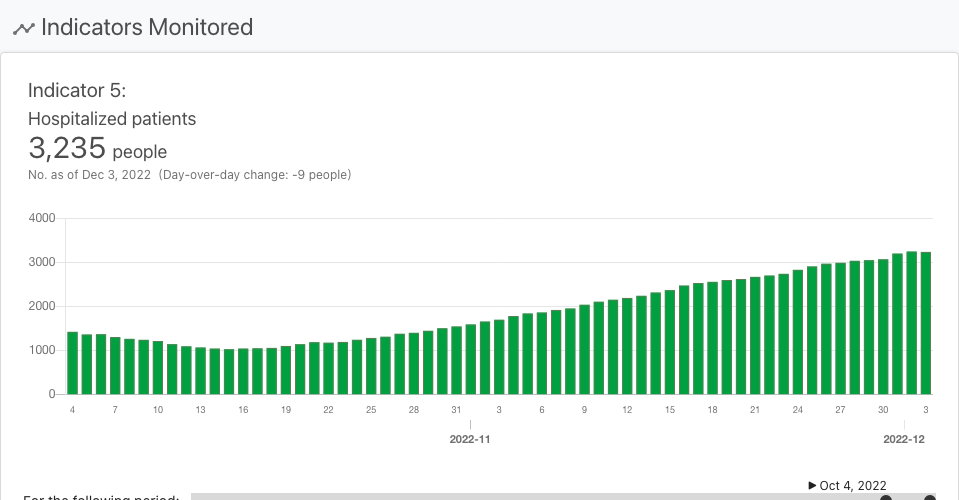 Indicators Monitored
Indicator 5:
Hospitalized patients
3,235 people
No. as of Dec 3, 2022 (Day-over-day change: -9 people)
4000
3000
2000
1000
0
4 7 10 13 16 19 22 25 28 31 3 6 9 12 15 18 21 24 27 30 3
2022-11 2022-12
▶ Oct 4, 2022
For the following period: